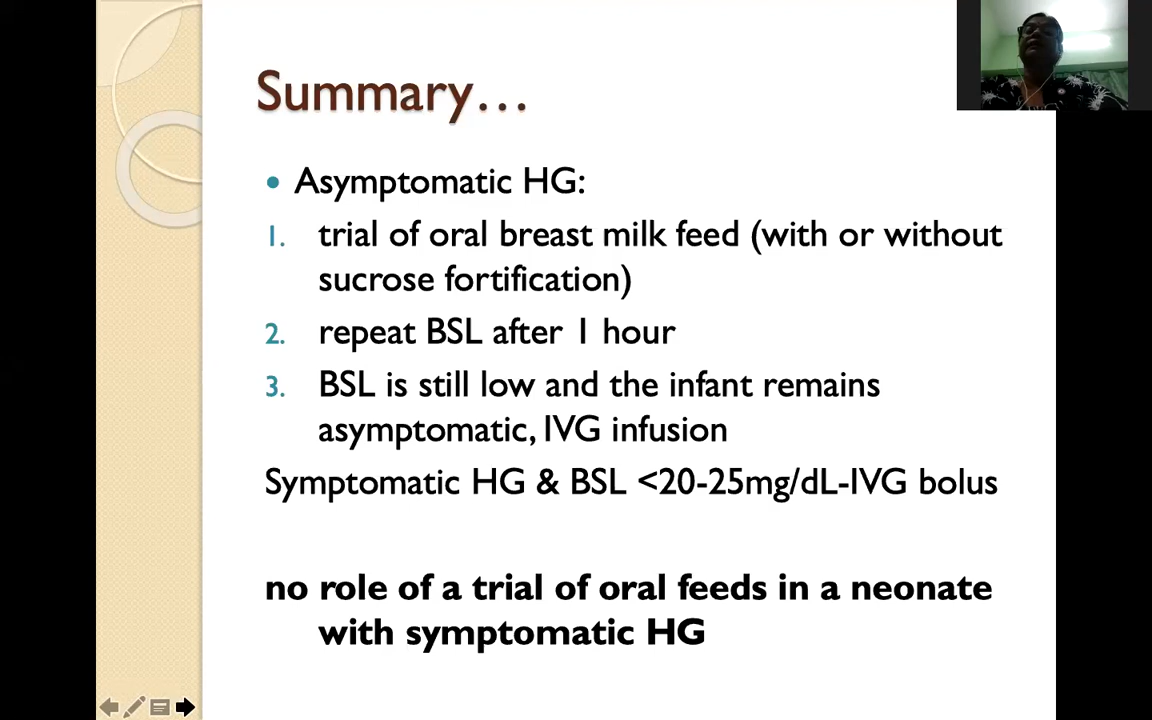 Summary...
• Asymptomatic HG:
1. trial of oral breast milk feed (with or without
sucrose fortification)
2. repeat BSL after 1 hour
3. BSL is still low and the infant remains
asymptomatic, IVG infusion
Symptomatic HG & BSL <20-25mg/dL-IVG bolus
no role of a trial of oral feeds in a neonate
with symptomatic HG